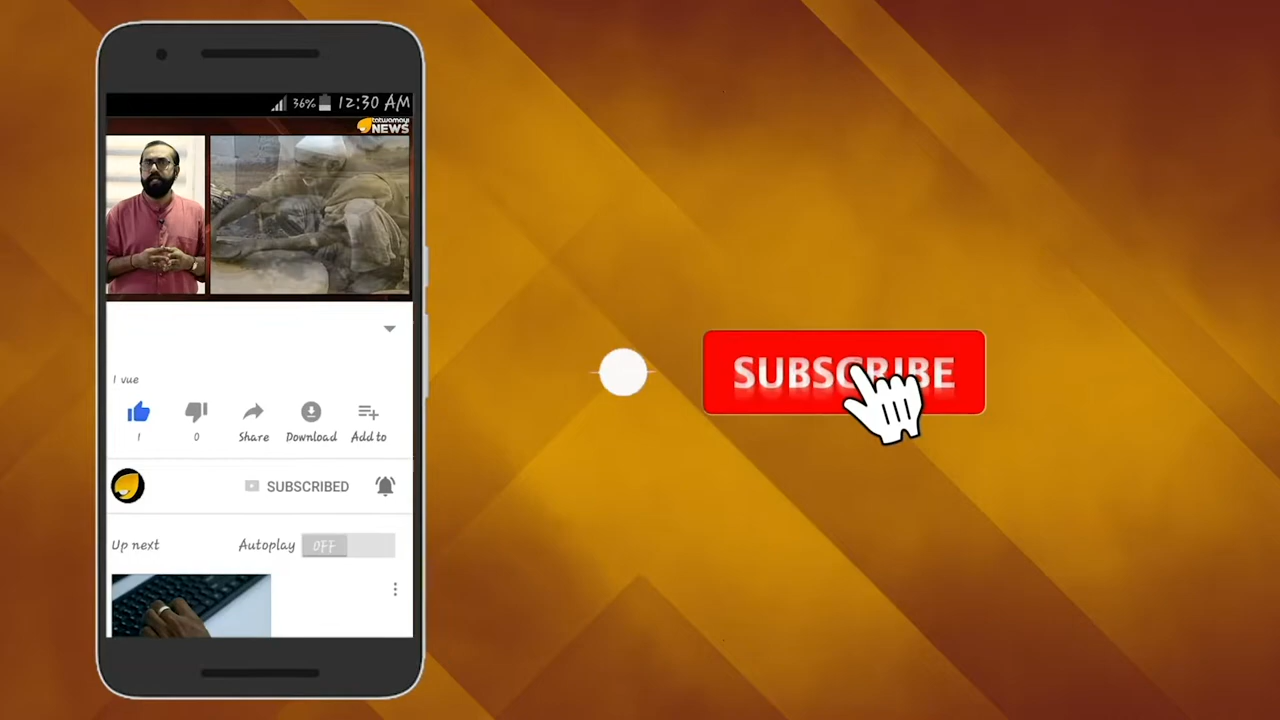 36% 12:30 AM
tatwamayi
NEWS
1 vue
1
0
Share
Download
Add to
SUBSCRIBED
Up next
Autoplay
OFF
SUBSCRIBE